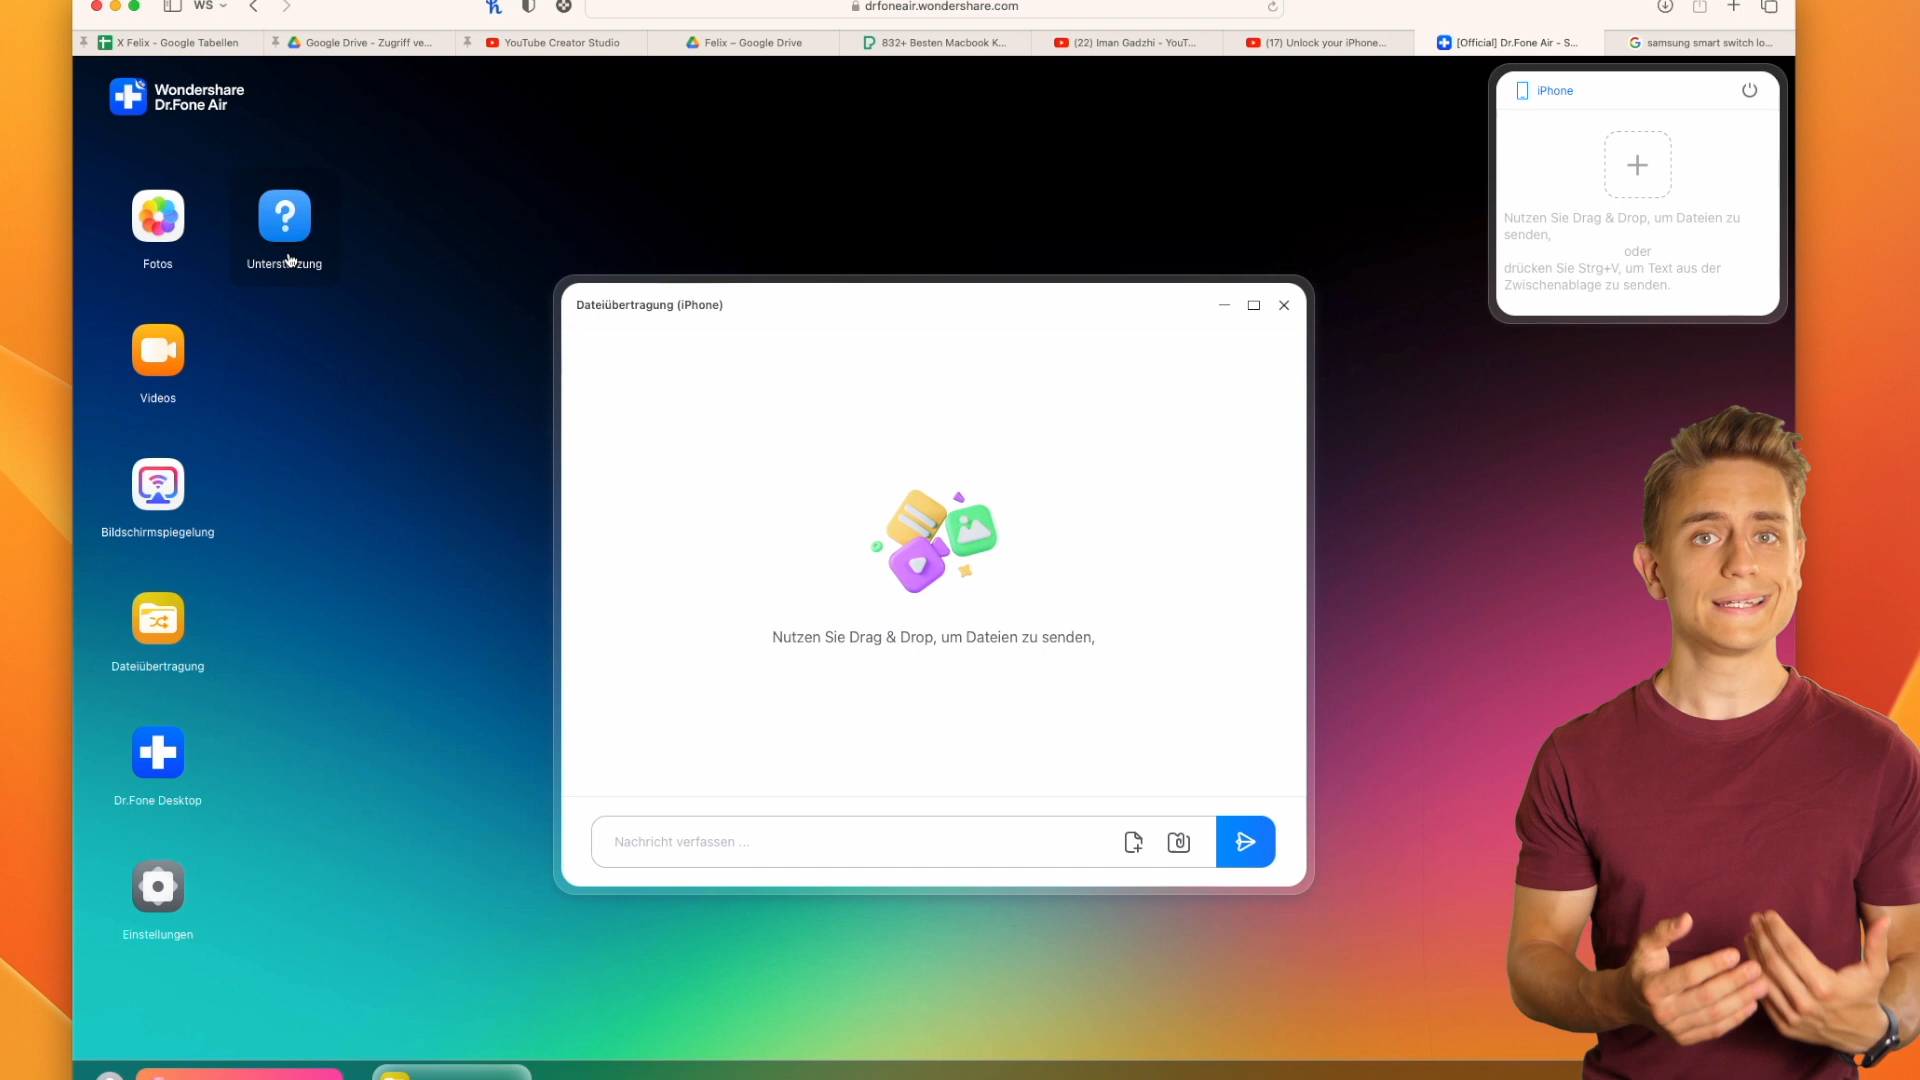 WS
drfoneair.wondershare.com
X Felix - Google Tabellen
Google Drive - Zugriff ve...
YouTube Creator Studio
Felix – Google Drive
832+ Besten Macbook K...
(22) Iman Gadzhi - YouT...
(17) Unlock your iPhone...
[Official] Dr.Fone Air - S...
samsung smart switch lo...
Wondershare
Dr.Fone Air
iPhone
Nutzen Sie Drag & Drop, um Dateien zu
senden,
oder
drücken Sie Strg+V, um Text aus der
Zwischenablage zu senden.
Fotos
Unterstützung
Videos
Bildschirmspiegelung
Dateiübertragung
Dr.Fone Desktop
Einstellungen
Dateiübertragung (iPhone)
Nutzen Sie Drag & Drop, um Dateien zu senden,
Nachricht verfassen ...